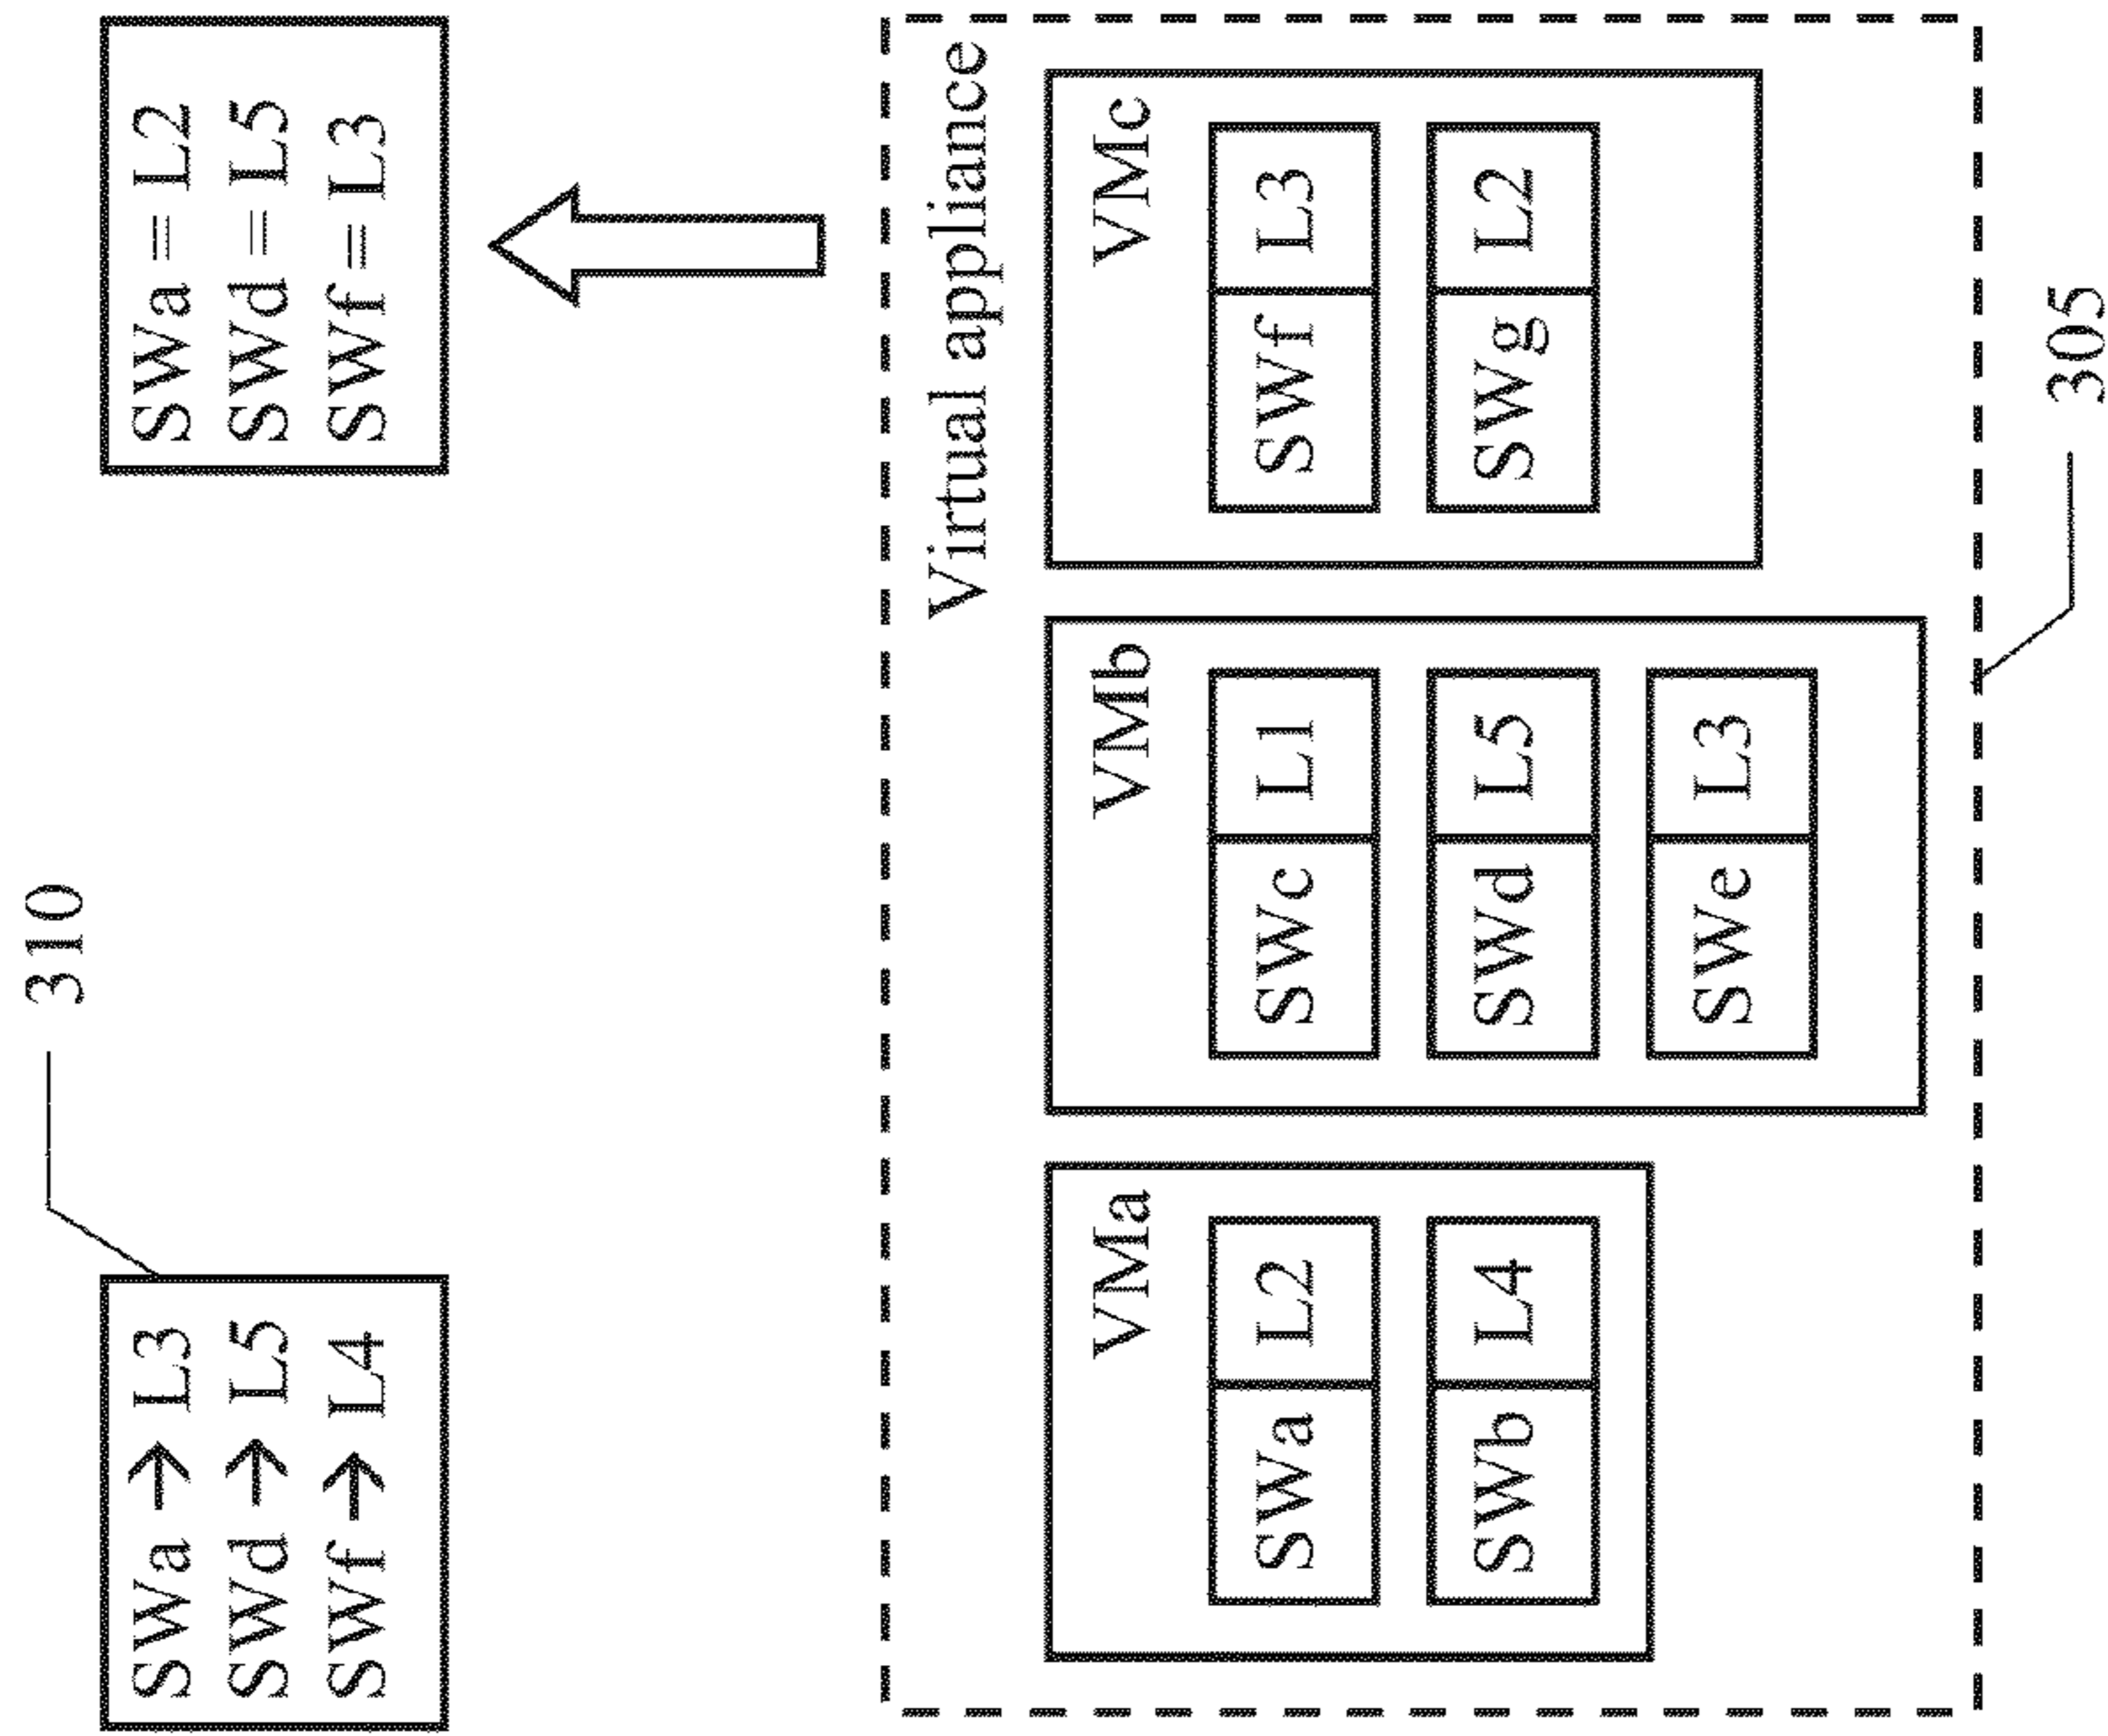 310
SWa → L3
SWd → L5
SWf → L4
SWa = L2
SWd = L5
SWf = L3
Virtual appliance
VMa
SWa L2
SWb L4
VMb
SWc L1
SWd L5
SWe L3
VMc
SWf L3
SWg L2
305